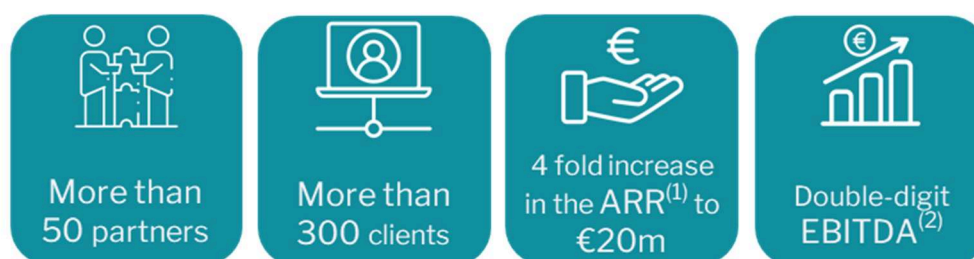 €
€
More than
50 partners
More than
300 clients
4 fold increase
in the ARR(1) to
€20m
Double-digit
EBITDA(2)